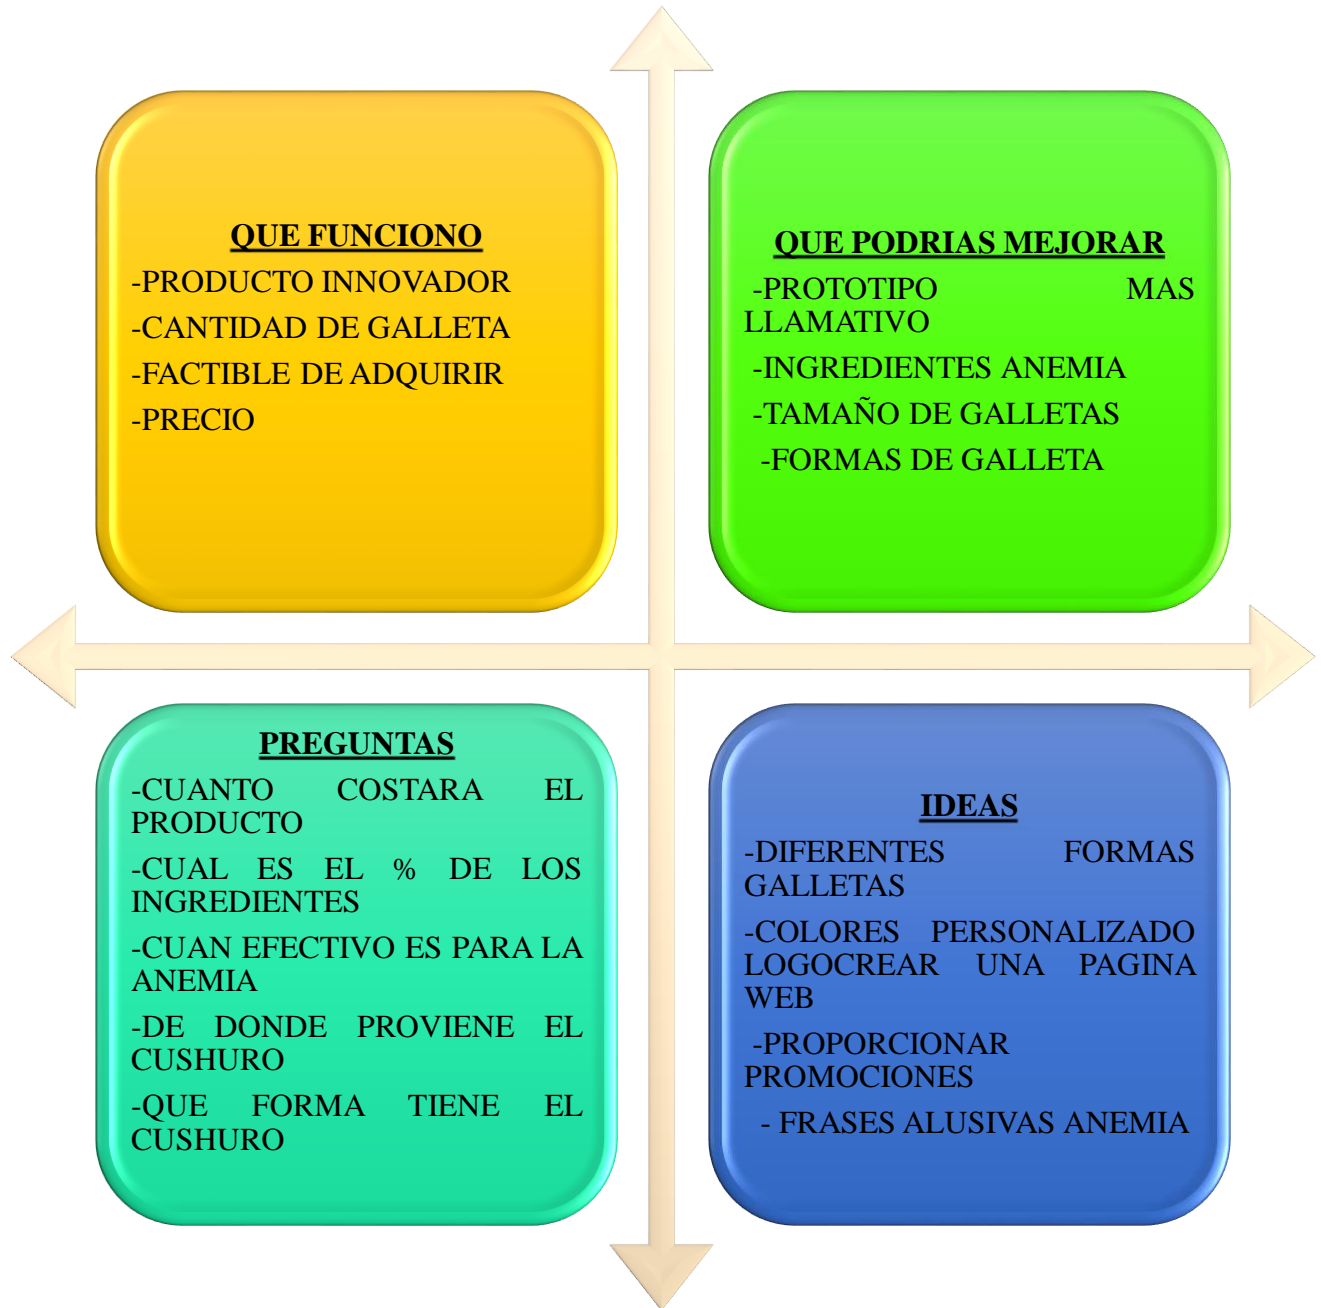 QUE FUNCIONO
-PRODUCTO INNOVADOR
-CANTIDAD DE GALLETA
-FACTIBLE DE ADQUIRIR
-PRECIO
QUE PODRIAS MEJORAR
-PROTOTIPO MAS
LLAMATIVO
-INGREDIENTES ANEMIA
-TAMAÑO DE GALLETAS
-FORMAS DE GALLETA
PREGUNTAS
-CUANTO COSTARA EL
PRODUCTO
-CUAL ES EL % DE LOS
INGREDIENTES
-CUAN EFECTIVO ES PARA LA
ANEMIA
-DE DONDE PROVIENE EL
CUSHURO
-QUE FORMA TIENE EL
CUSHURO
IDEAS
-DIFERENTES FORMAS
GALLETAS
-COLORES PERSONALIZADO
LOGOCREAR UNA PAGINA
WEB
-PROPORCIONAR
PROMOCIONES
- FRASES ALUSIVAS ANEMIA